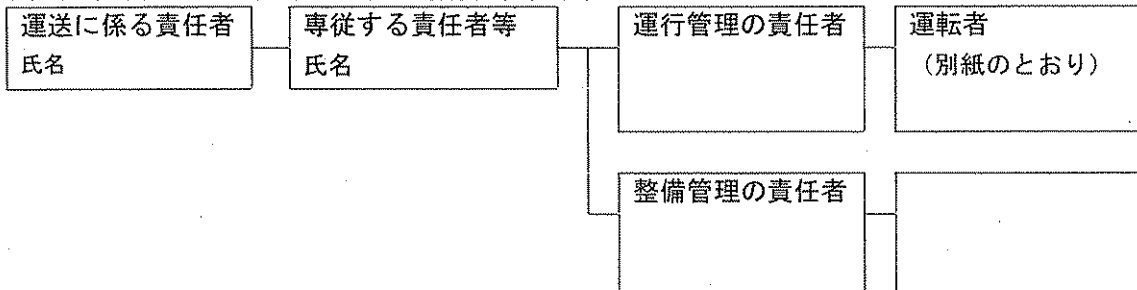 運送に係る責任者
氏名
専従する責任者等
氏名
運行管理の責任者
運転者
（別紙のとおり）
整備管理の責任者